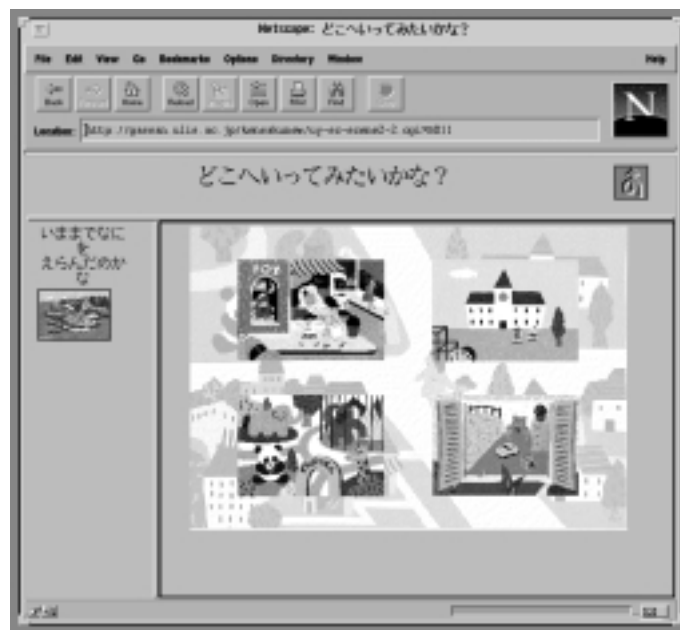 Netscape: どこへいってみたいかな?
File Edit View Go Bookmarks Options Directory Window Help
Back Home Reload Open Print Find
Location:
どこへいってみたいかな?
あ
いままでなに
を
えらんだのか
な
N